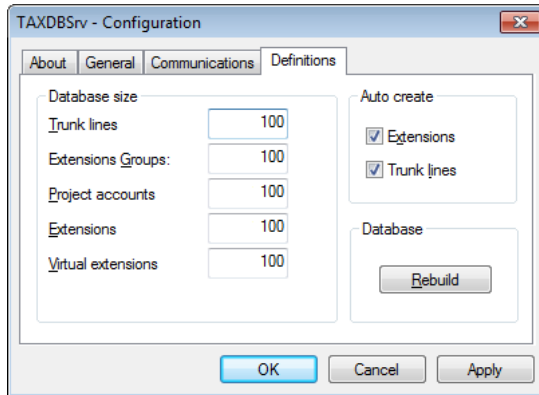 TAXDBSrv - Configuration
About General Communications Definitions
Database size
Trunk lines 100
Extensions Groups: 100
Project accounts 100
Extensions 100
Virtual extensions 100
Auto create
Extensions
Trunk lines
Database
Rebuild
OK Cancel Apply